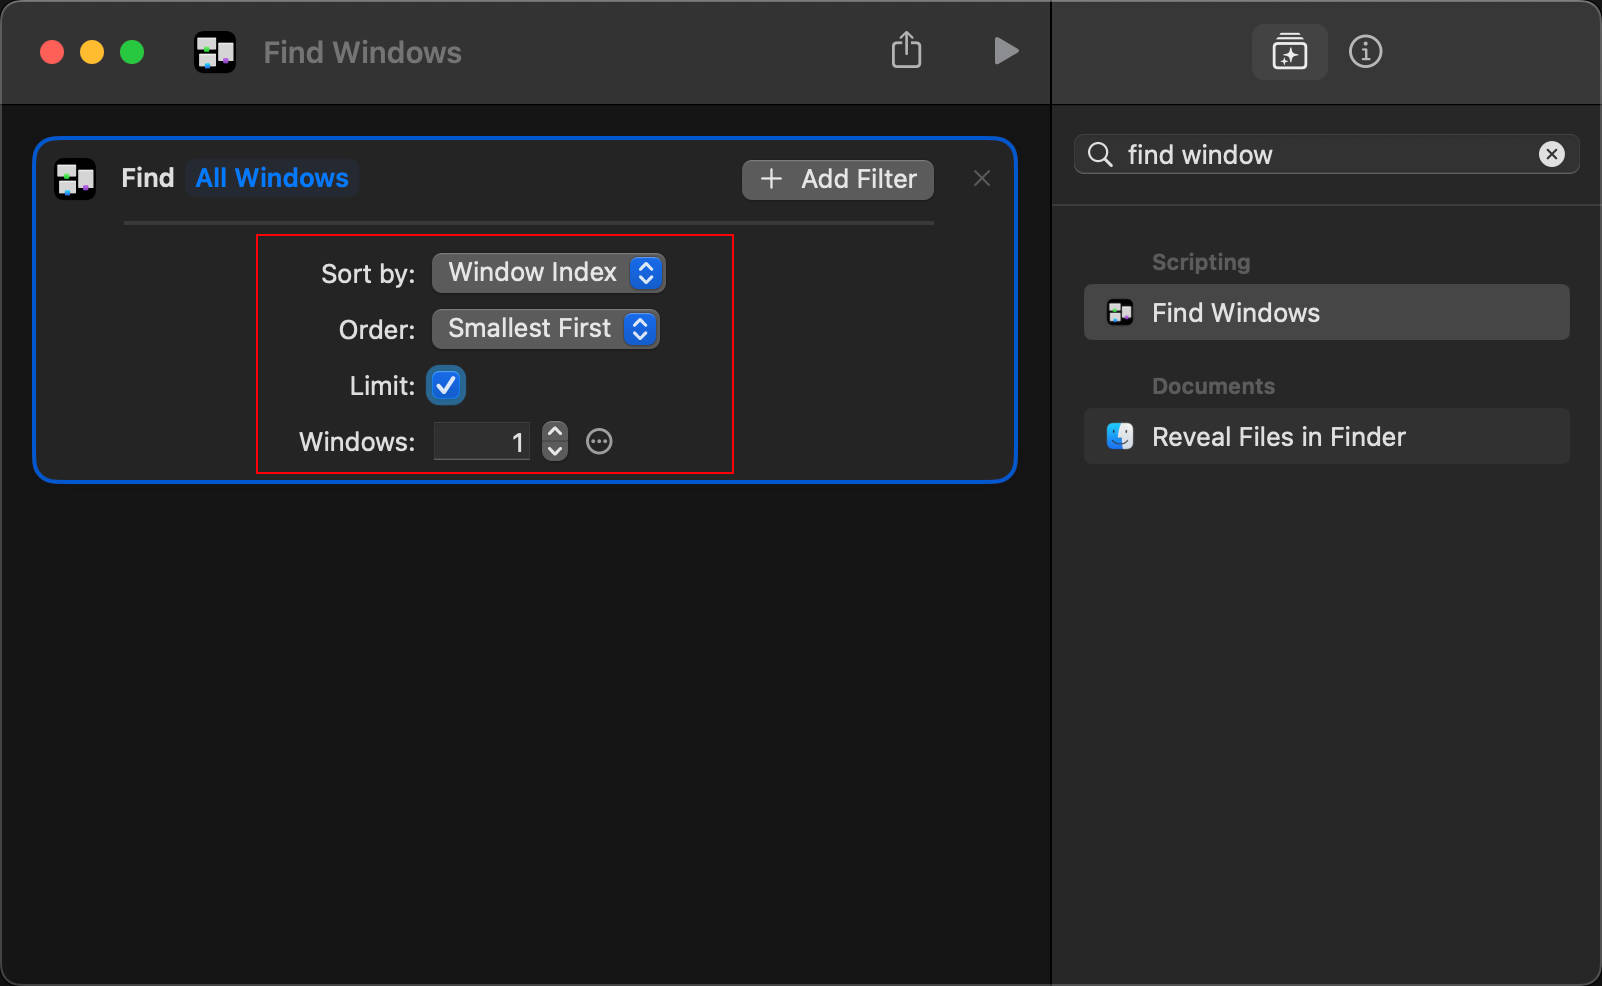 Find Windows
Find All Windows
Add Filter
Sort by: Window Index
Order: Smallest First
Limit:
Windows: 1
find window
Scripting
Find Windows
Documents
Reveal Files in Finder